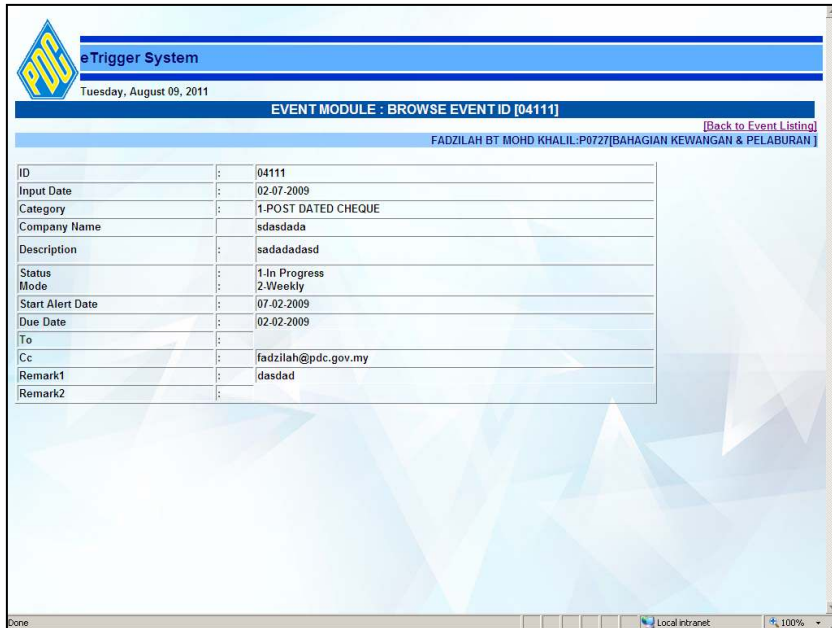 PDC
eTrigger System
Tuesday, August 09, 2011
EVENT MODULE : BROWSE EVENT ID [04111]
[Back to Event Listing]
FADZILAH BT MOHD KHALIL:P0727[BAHAGIAN KEWANGAN & PELABURAN ]
ID : 04111
Input Date : 02-07-2009
Category : 1-POST DATED CHEQUE
Company Name sdasdada
Description : sadadadasd
Status : 1-In Progress
Mode : 2-Weekly
Start Alert Date : 07-02-2009
Due Date : 02-02-2009
To :
Cc : fadzilah@pdc.gov.my
Remark1 : dasdad
Remark2 :
Done Local intranet 100%